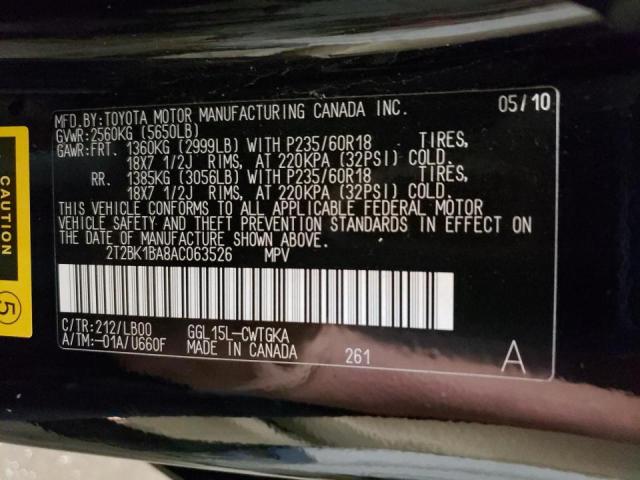 MFD.BY:TOYOTA MOTOR MANUFACTURING CANADA INC. 05/10
GVWR:2560KG (5650LB)
GAWR:FRT. 1360KG (2999LB) WITH P235/60R18 TIRES,
18X7 1/2J RIMS, AT 220KPA (32PSI) COLD.
RR. 1385KG (3056LB) WITH P235/60R18 TIRES,
18X7 1/2J RIMS, AT 220KPA (32PSI) COLD.
THIS VEHICLE CONFORMS TO ALL APPLICABLE FEDERAL MOTOR
VEHICLE SAFETY AND THEFT PREVENTION STANDARDS IN EFFECT ON
THE DATE OF MANUFACTURE SHOWN ABOVE.
2T2BK1BA8AC063526 MPV
C/TR:212/LB00 GGL15L-CWTGKA
A/TM:-01A/U660F MADE IN CANADA 261 A
CAUTION
5